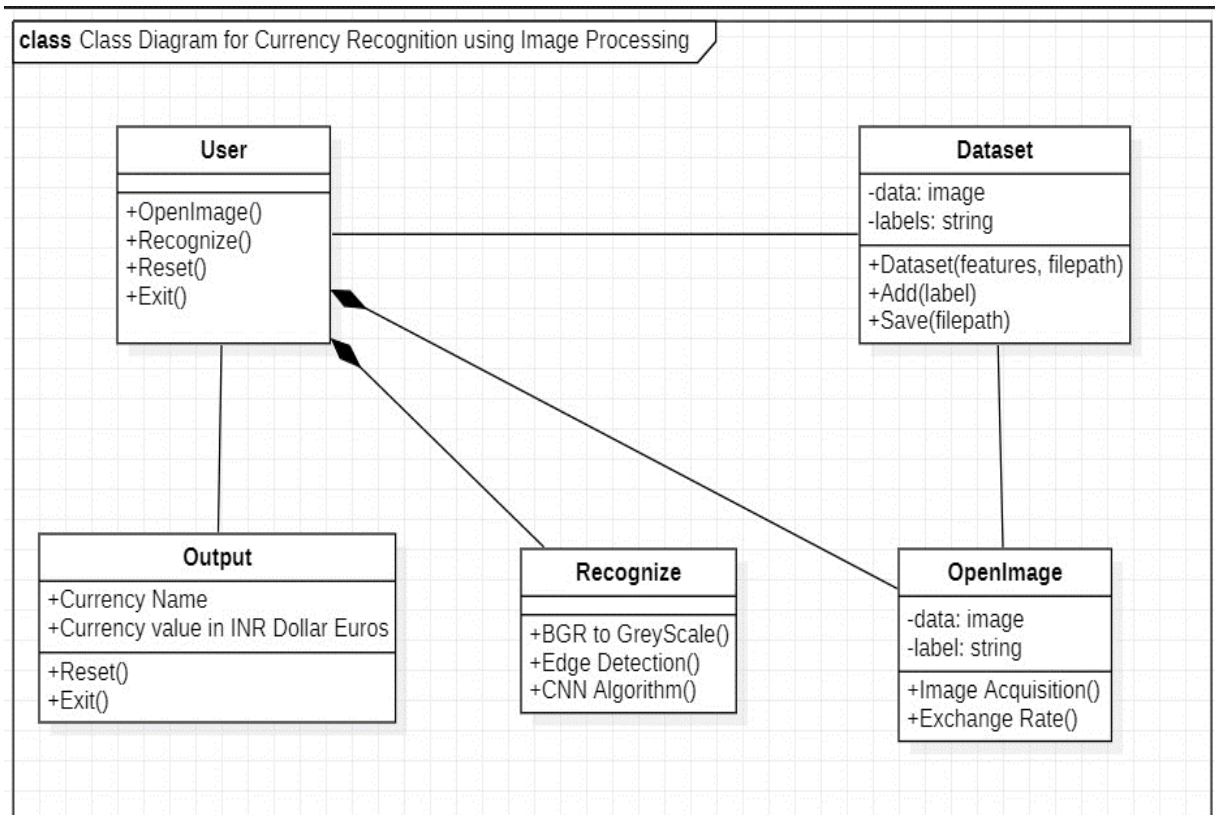 class Class Diagram for Currency Recognition using Image Processing
User
+OpenImage()
+Recognize()
+Reset()
+Exit()
Dataset
-data: image
-labels: string
+Dataset(features, filepath)
+Add(label)
+Save(filepath)
Output
+Currency Name
+Currency value in INR Dollar Euros
+Reset()
+Exit()
Recognize
+BGR to GreyScale()
+Edge Detection()
+CNN Algorithm()
OpenImage
-data: image
-label: string
+Image Acquisition()
+Exchange Rate()